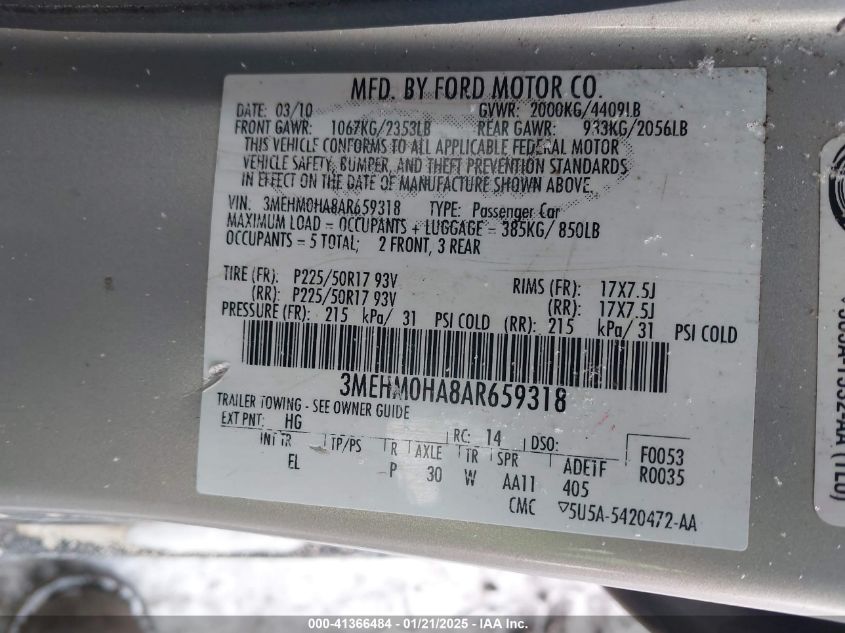 MFD. BY FORD MOTOR CO.
DATE: 03/10 GVWR: 2000KG/4409LB
FRONT GAWR: 1067KG/2353LB REAR GAWR: 933KG/2056LB
THIS VEHICLE CONFORMS TO ALL APPLICABLE FEDERAL MOTOR
VEHICLE SAFETY, BUMPER, AND THEFT PREVENTION STANDARDS
IN EFFECT ON THE DATE OF MANUFACTURE SHOWN ABOVE.
VIN: 3MEHM0HA8AR659318 TYPE: Passenger Car
MAXIMUM LOAD = OCCUPANTS + LUGGAGE = 385KG/ 850LB
OCCUPANTS = 5 TOTAL; 2 FRONT, 3 REAR
TIRE (FR): P225/50R17 93V RIMS (FR): 17X7.5J
(RR): P225/50R17 93V (RR): 17X7.5J
PRESSURE (FR): 215 kPa/ 31 PSI COLD (RR): 215 kPa/ 31 PSI COLD
3MEHM0HA8AR659318
TRAILER TOWING - SEE OWNER GUIDE
EXT PNT: HG RC: 14 DSO: F0053
INT TR TP/PS R AXLE TR SPR ADE1F R0035
EL P 30 W AA11 405
CMC ▽5U5A-5420472-AA
000-41366484 - 01/21/2025 - IAA Inc.